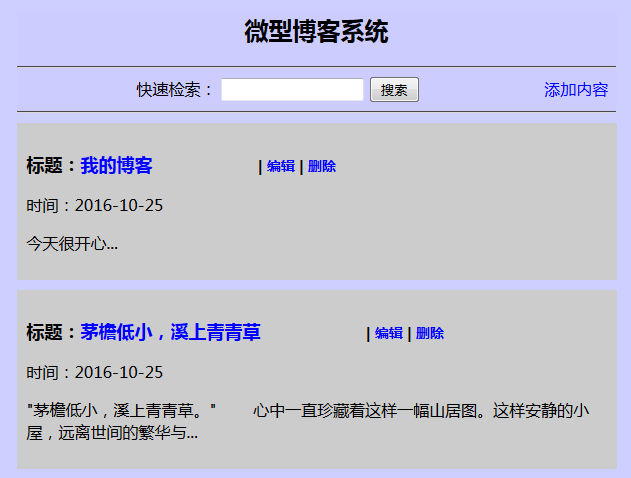 微型博客系统
快速检索： 搜索 添加内容
标题：我的博客 | 编辑 | 删除
时间：2016-10-25
今天很开心...
标题：茅檐低小，溪上青青草 | 编辑 | 删除
时间：2016-10-25
"茅檐低小，溪上青青草。" 心中一直珍藏着这样一幅山居图。这样安静的小
屋，远离世间的繁华与...